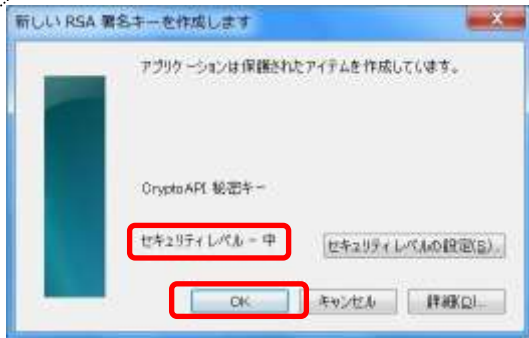 新しい RSA 署名キーを作成します
アプリケーションは保護されたアイテムを作成しています。
CryptoAPI 秘密キー
セキュリティ レベル - 中
セキュリティ レベルの設定(S)...
OK
キャンセル
詳細(D)...